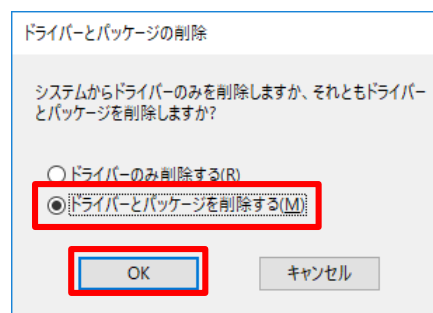 ドライバーとパッケージの削除
システムからドライバーのみを削除しますか、それともドライバー
とパッケージを削除しますか?
ドライバーのみ削除する(R)
ドライバーとパッケージを削除する(M)
OK
キャンセル